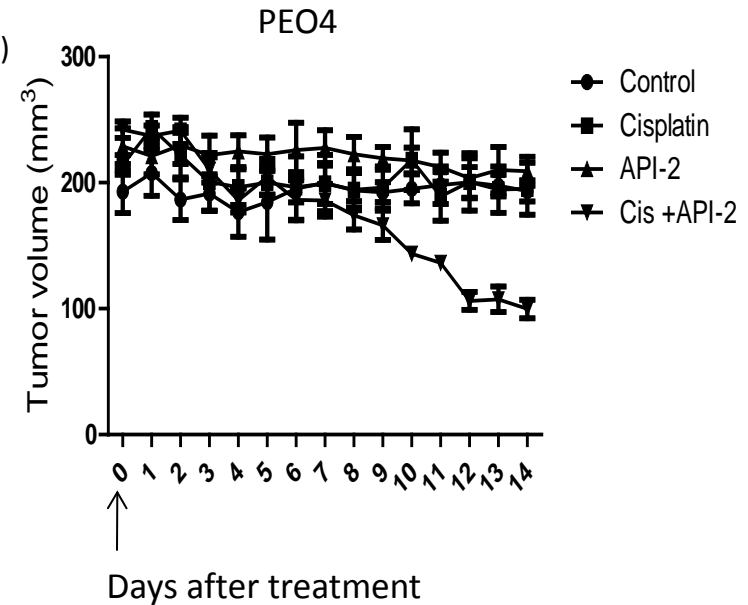 PEO4
)
300
200
100
0
Tumor volume (mm³)
0 1 2 3 4 5 6 7 8 9 10 11 12 13 14
Days after treatment
Control
Cisplatin
API-2
Cis +API-2